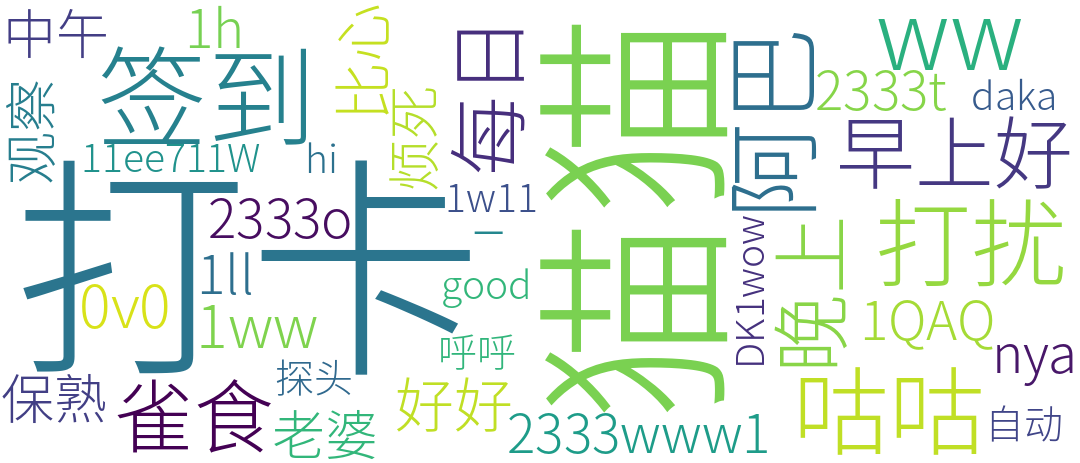 中午
1h
签到
观察
11ee711W
hi
比心
烦死
每日
猫猫
阿巴
ww
2333t
daka
早上好
打卡
2333o
1w11
一
1ll
0v0
1ww
good
呼呼
DK1wow
晚上
打扰
1QAQ
nya
保熟
雀食
探头
老婆
好好
2333www1
咕咕
自动